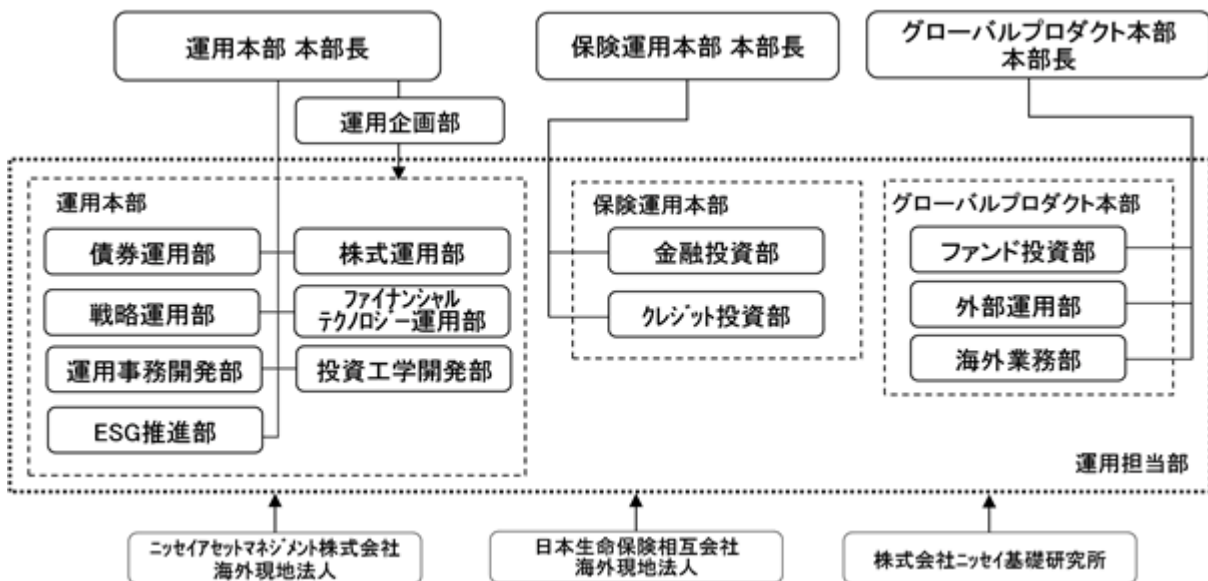 運用本部 本部長
保険運用本部 本部長
グローバルプロダクト本部
本部長
運用企画部
運用本部
債券運用部
株式運用部
戦略運用部
ファイナンシャル
テクノロジー運用部
運用事務開発部
投資工学開発部
ESG推進部
保険運用本部
金融投資部
クレジット投資部
グローバルプロダクト本部
ファンド投資部
外部運用部
海外業務部
運用担当部
ニッセイアセットマネジメント株式会社
海外現地法人
日本生命保険相互会社
海外現地法人
株式会社ニッセイ基礎研究所